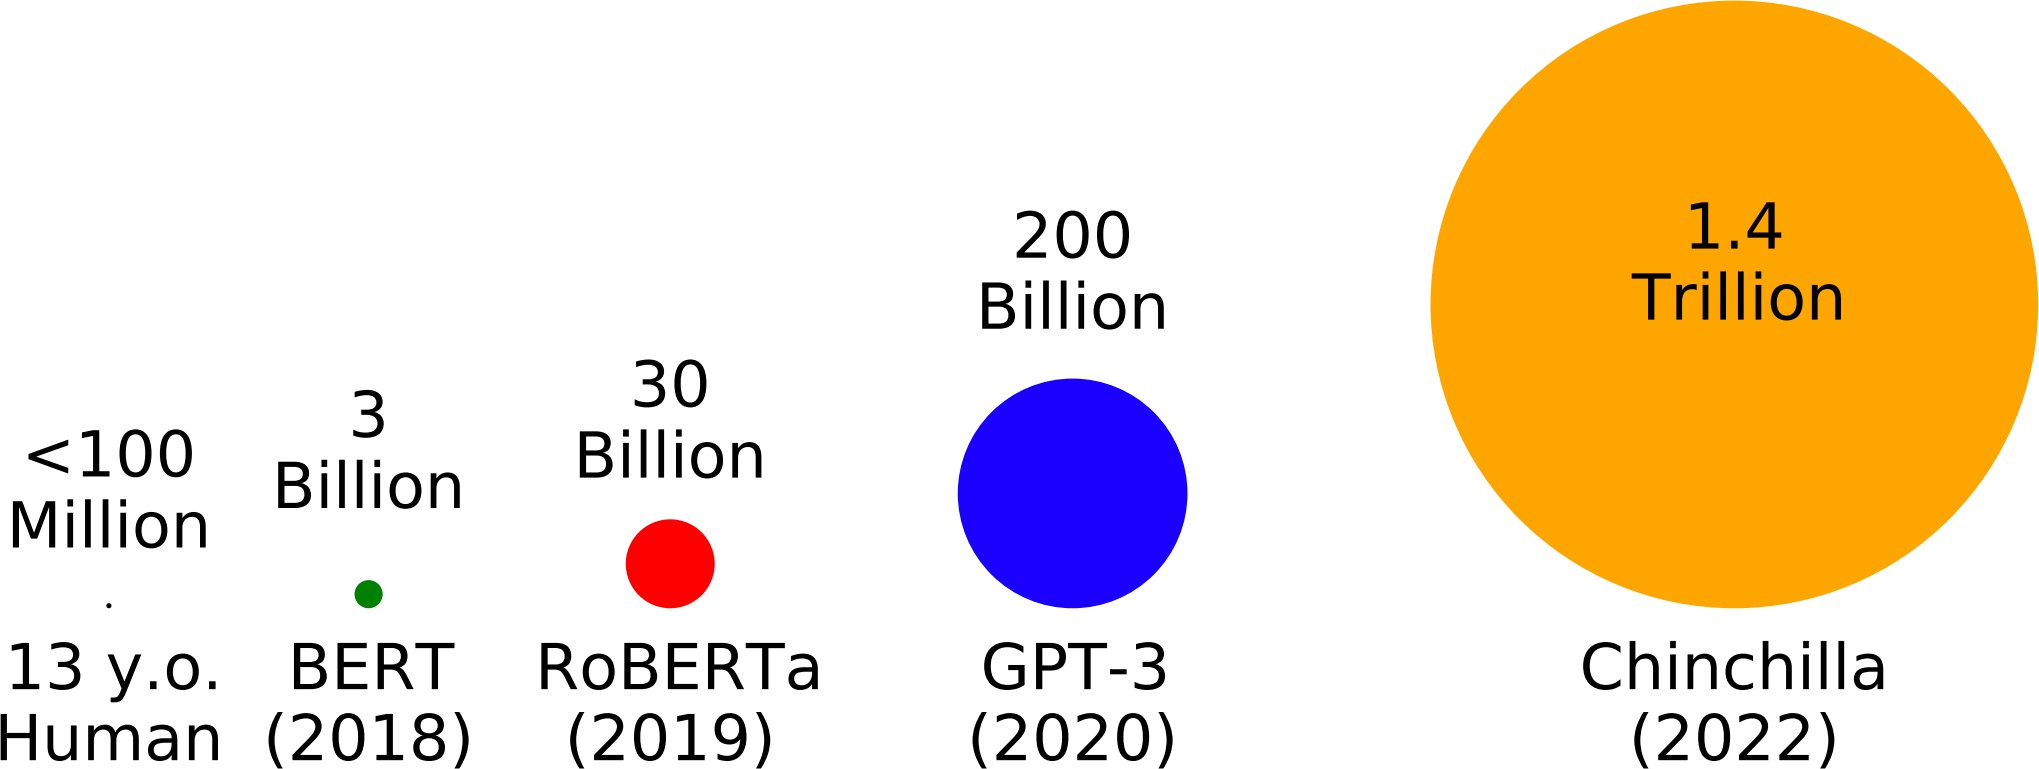 <100
Million
13 y.o.
Human
3
Billion
BERT
(2018)
30
Billion
RoBERTa
(2019)
200
Billion
GPT-3
(2020)
1.4
Trillion
Chinchilla
(2022)